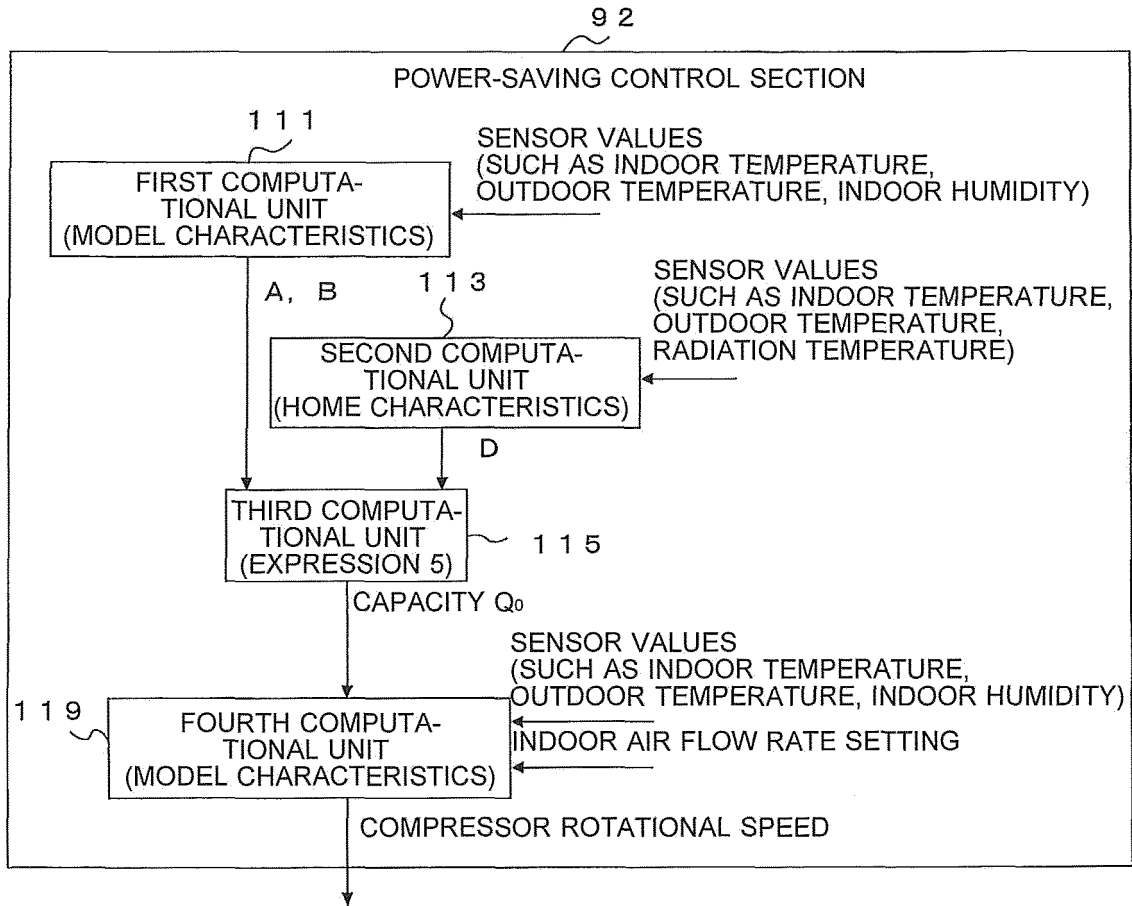 92
POWER-SAVING CONTROL SECTION
111
SENSOR VALUES
(SUCH AS INDOOR TEMPERATURE,
OUTDOOR TEMPERATURE, INDOOR HUMIDITY)
FIRST COMPUTA-
TIONAL UNIT
(MODEL CHARACTERISTICS)
A, B
113
SENSOR VALUES
(SUCH AS INDOOR TEMPERATURE,
OUTDOOR TEMPERATURE,
RADIATION TEMPERATURE)
SECOND COMPUTA-
TIONAL UNIT
(HOME CHARACTERISTICS)
D
THIRD COMPUTA-
TIONAL UNIT
(EXPRESSION 5)
115
CAPACITY Q₀
SENSOR VALUES
(SUCH AS INDOOR TEMPERATURE,
OUTDOOR TEMPERATURE, INDOOR HUMIDITY)
119
FOURTH COMPUTA-
TIONAL UNIT
(MODEL CHARACTERISTICS)
INDOOR AIR FLOW RATE SETTING
COMPRESSOR ROTATIONAL SPEED